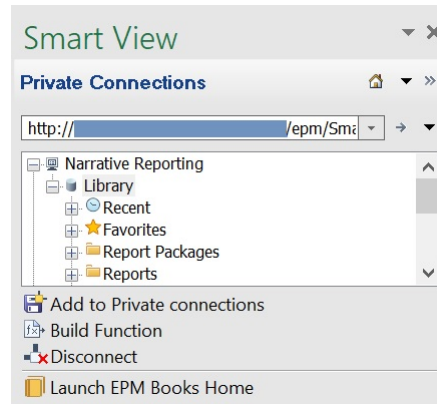 Smart View
Private Connections
http:// /epm/Sma
Narrative Reporting
Library
Recent
Favorites
Report Packages
Reports
Add to Private connections
Build Function
Disconnect
Launch EPM Books Home